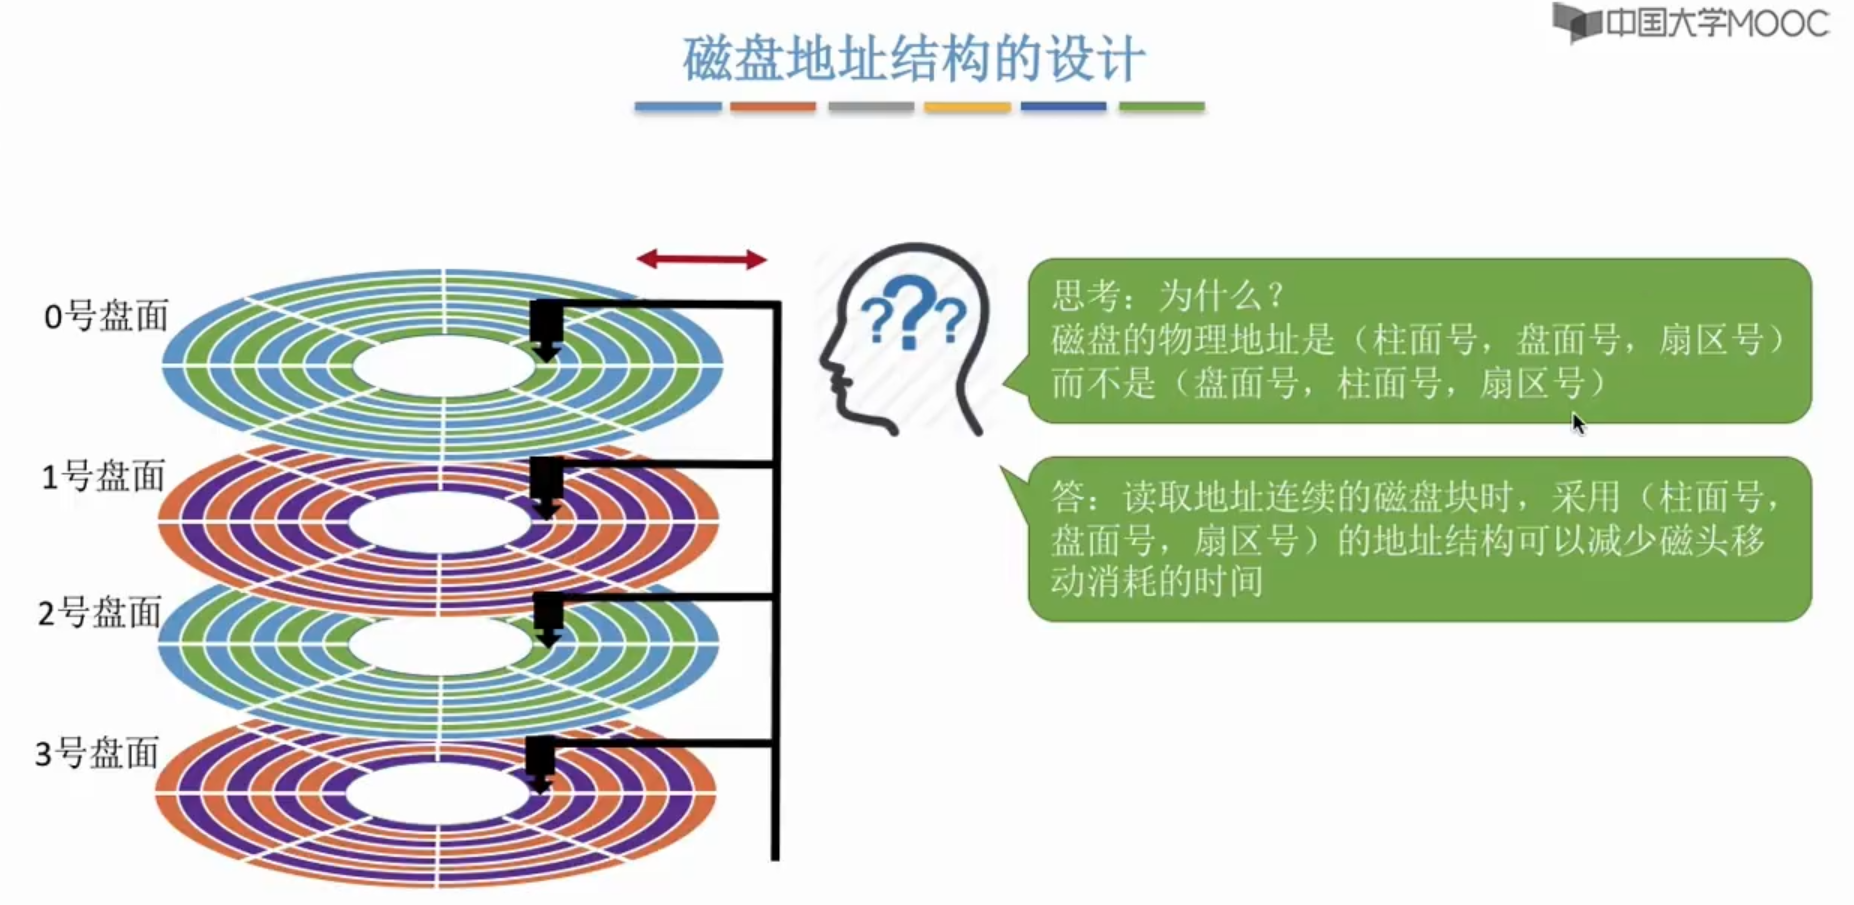 中国大学MOOC
磁盘地址结构的设计
0号盘面
1号盘面
2号盘面
3号盘面
???
思考：为什么？
磁盘的物理地址是（柱面号，盘面号，扇区号）
而不是（盘面号，柱面号，扇区号）
答：读取地址连续的磁盘块时，采用（柱面号，
盘面号，扇区号）的地址结构可以减少磁头移
动消耗的时间